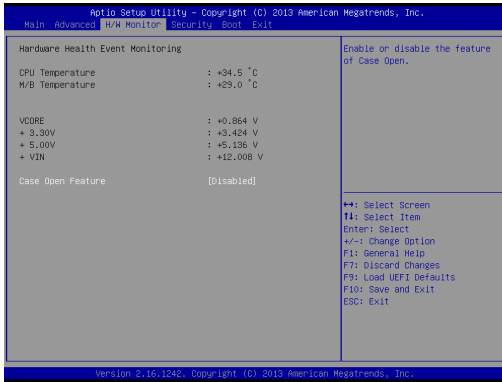 Aptio Setup Utility - Copyright (C) 2013 American Megatrends, Inc.
Main Advanced H/W Monitor Security Boot Exit
Hardware Health Event Monitoring
CPU Temperature : +34.5 °C
M/B Temperature : +29.0 °C
VCORE : +0.864 V
+ 3.30V : +3.424 V
+ 5.00V : +5.136 V
+ VIN : +12.008 V
Case Open Feature [Disabled]
Enable or disable the feature
of Case Open.
↔: Select Screen
↑↓: Select Item
Enter: Select
+/-: Change Option
F1: General Help
F7: Discard Changes
F9: Load UEFI Defaults
F10: Save and Exit
ESC: Exit
Version 2.16.1242. Copyright (C) 2013 American Megatrends, Inc.